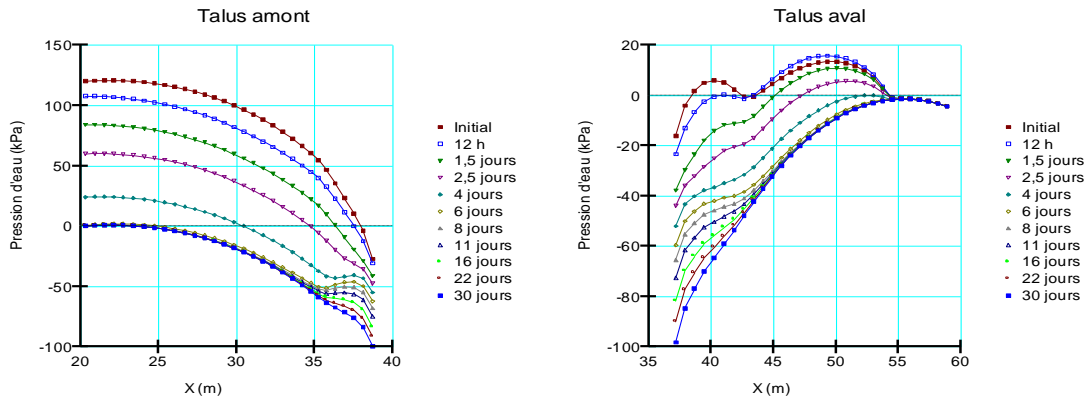 Talus amont
150
100
50
0
-50
-100
20
25
30
35
40
Pression d'eau (kPa)
X (m)
Initial
12 h
1,5 jours
2,5 jours
4 jours
6 jours
8 jours
11 jours
16 jours
22 jours
30 jours
Talus aval
20
0
-20
-40
-60
-80
-100
35
40
45
50
55
60
Pression d'eau (kPa)
X (m)
Initial
12 h
1,5 jours
2,5 jours
4 jours
6 jours
8 jours
11 jours
16 jours
22 jours
30 jours